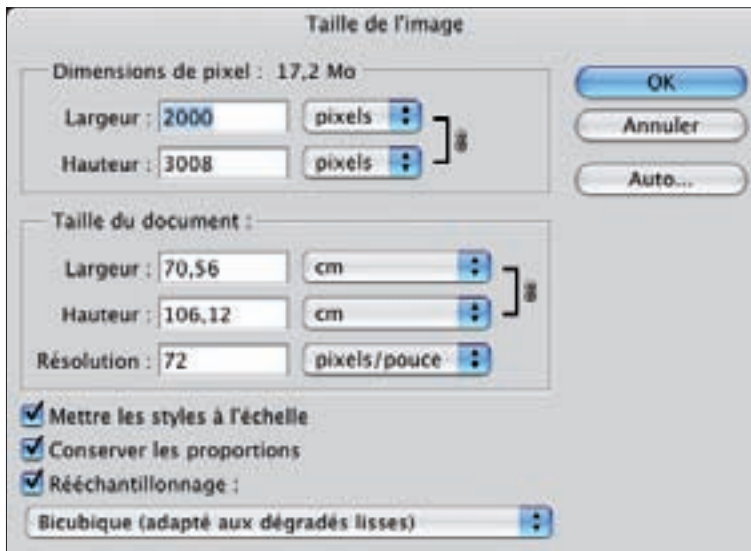 Taille de l'image
Dimensions de pixel : 17,2 Mo
Largeur : 2000 pixels
Hauteur : 3008 pixels
OK
Annuler
Auto...
Taille du document :
Largeur : 70,56 cm
Hauteur : 106,12 cm
Résolution : 72 pixels/pouce
Mettre les styles à l'échelle
Conserver les proportions
Rééchantillonnage :
Bicubique (adapté aux dégradés lisses)